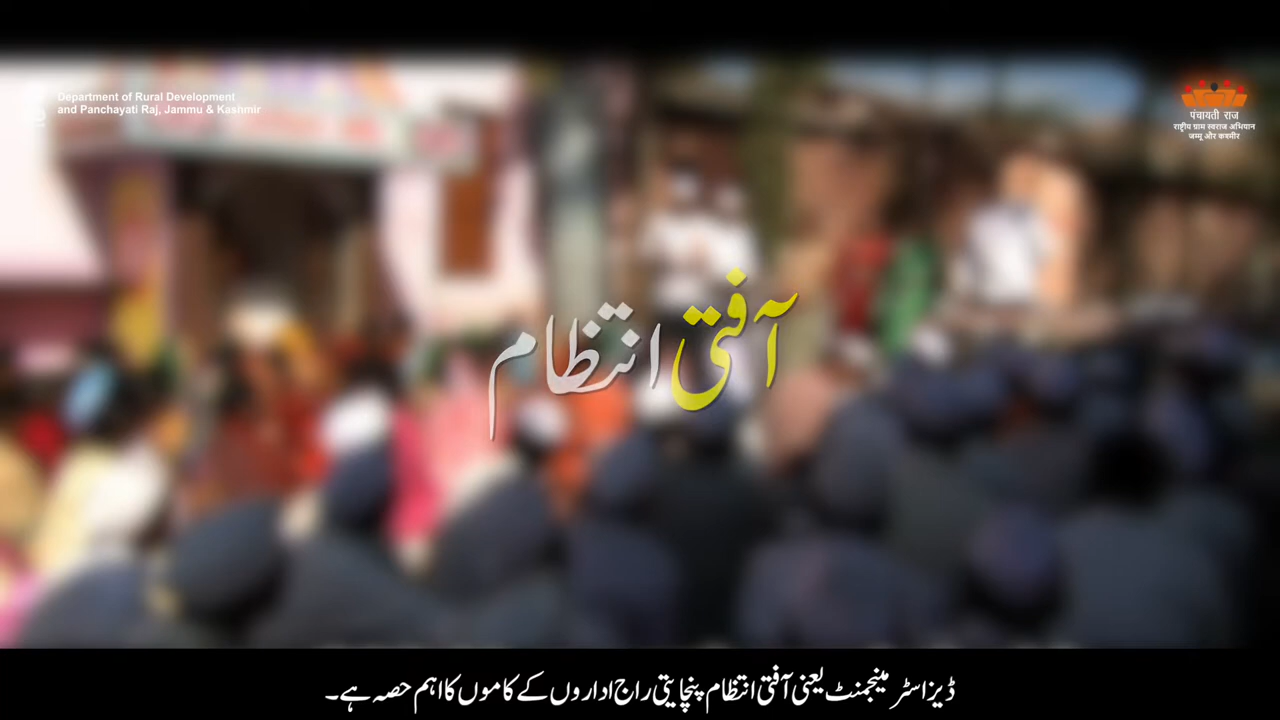 Department of Rural Development
and Panchayati Raj, Jammu & Kashmir
पंचायती राज
राष्ट्रीय ग्राम स्वराज अभियान
जम्मू और कश्मीर
آفتی انتظام
ڈیزاسٹر مینجمنٹ یعنی آفتی انتظام پنچایتی راج اداروں کے کاموں کا اہم حصہ ہے۔